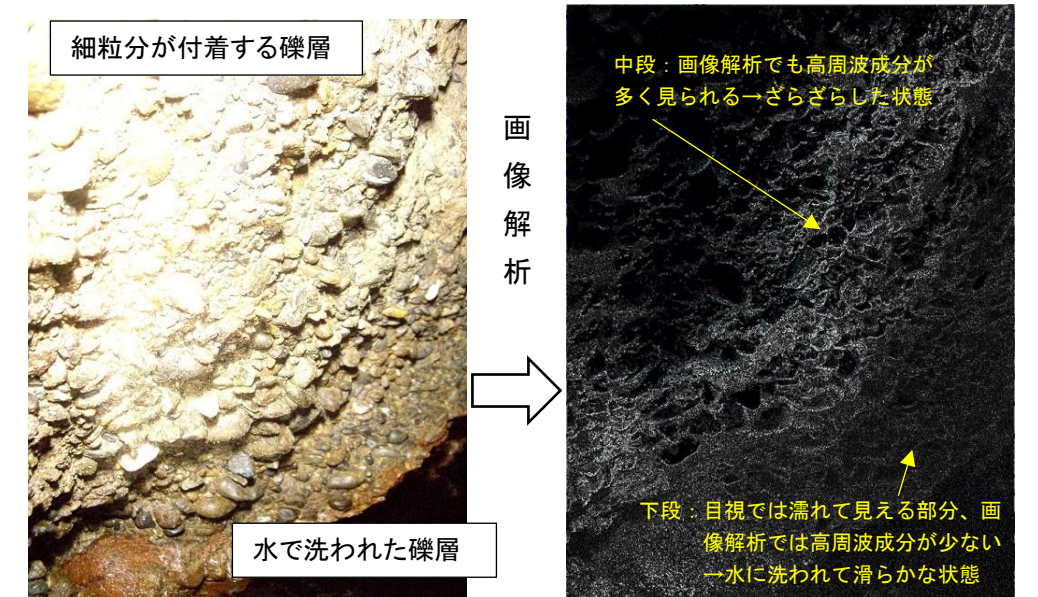 細粒分が付着する礫層
画像解析
中段：画像解析でも高周波成分が
多く見られる→ざらざらした状態
水で洗われた礫層
下段：目視では濡れて見える部分、画
像解析では高周波成分が少ない
→水に洗われて滑らかな状態